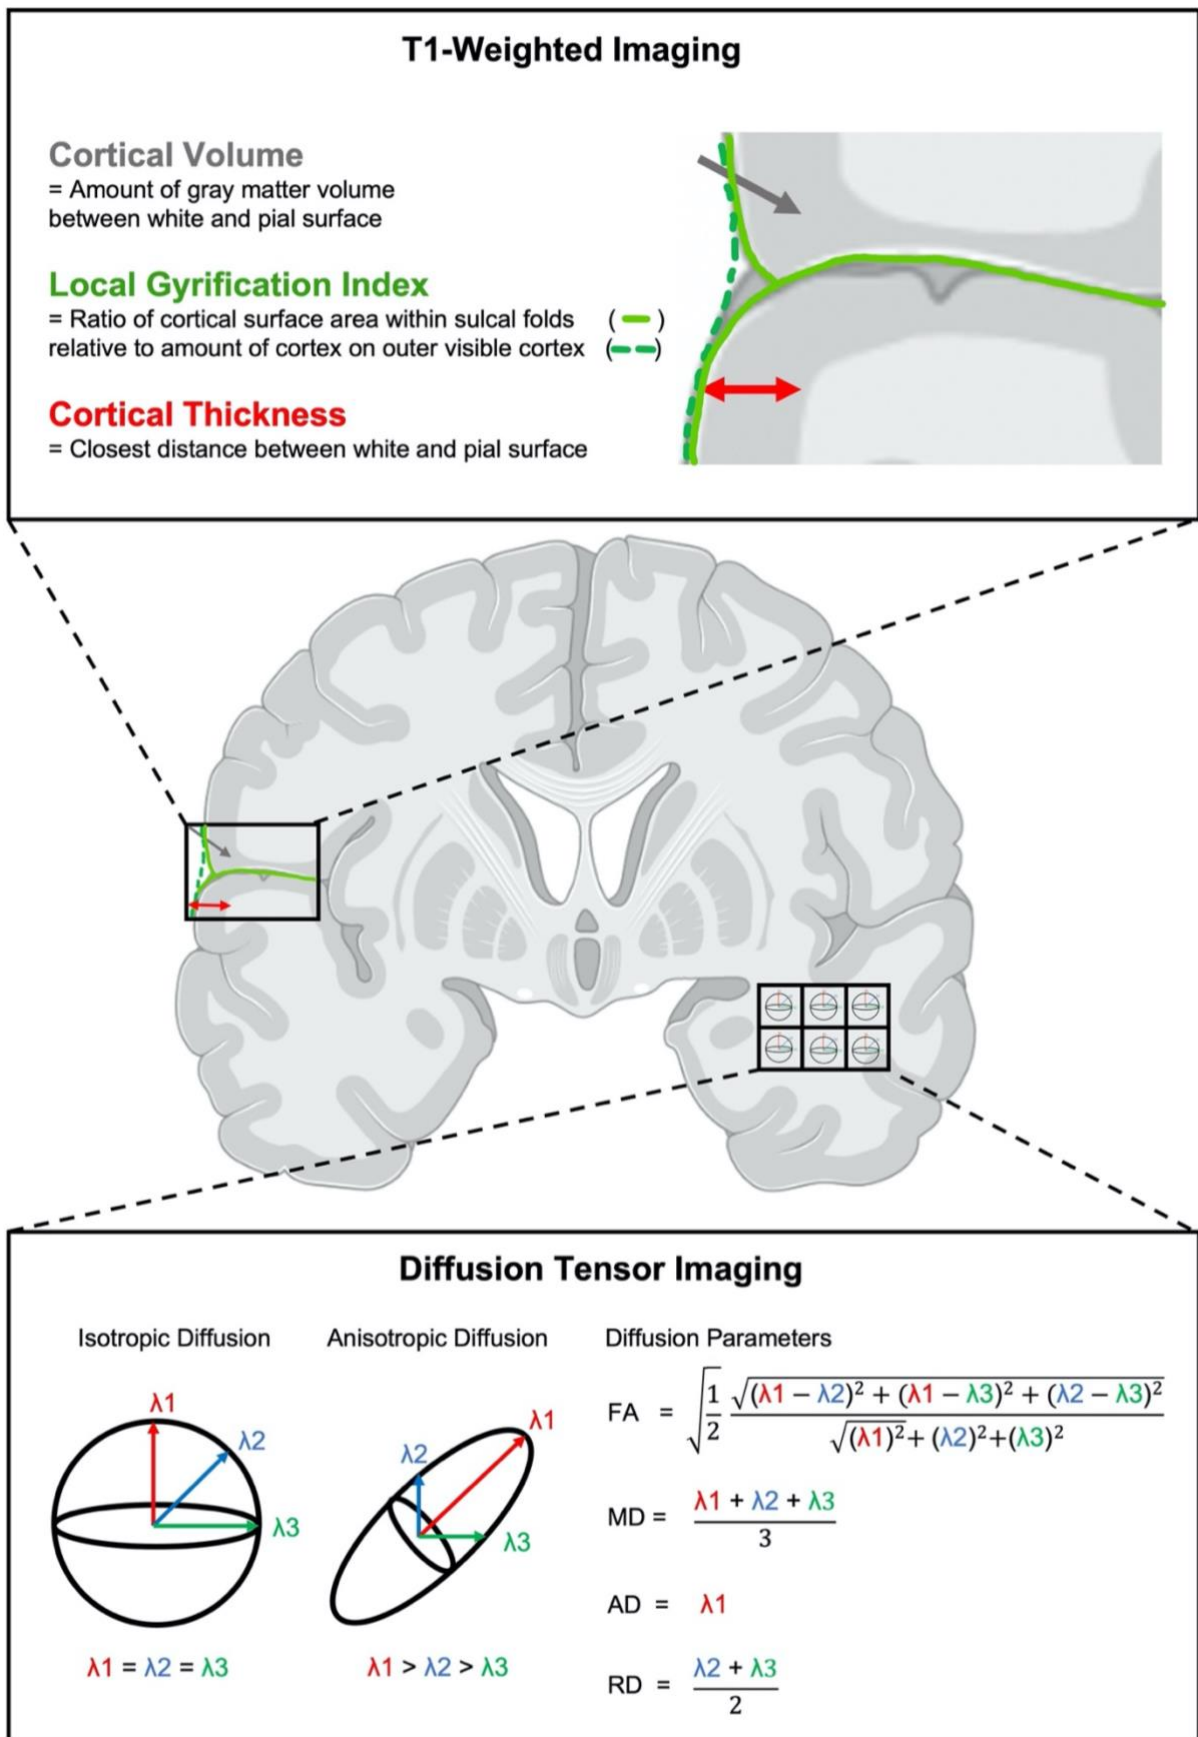 T1-Weighted Imaging
Cortical Volume
= Amount of gray matter volume
between white and pial surface
Local Gyrification Index
= Ratio of cortical surface area within sulcal folds ( )
relative to amount of cortex on outer visible cortex ( )
Cortical Thickness
= Closest distance between white and pial surface
Diffusion Tensor Imaging
Isotropic Diffusion
λ1
λ2
λ3
λ1 = λ2 = λ3
Anisotropic Diffusion
λ1
λ2
λ3
λ1 > λ2 > λ3
Diffusion Parameters
FA = √(1/2) √((λ1 − λ2)² + (λ1 − λ3)² + (λ2 − λ3)²) / √(λ1)²+ (λ2)²+(λ3)²
MD = (λ1 + λ2 + λ3) / 3
AD = λ1
RD = (λ2 + λ3) / 2